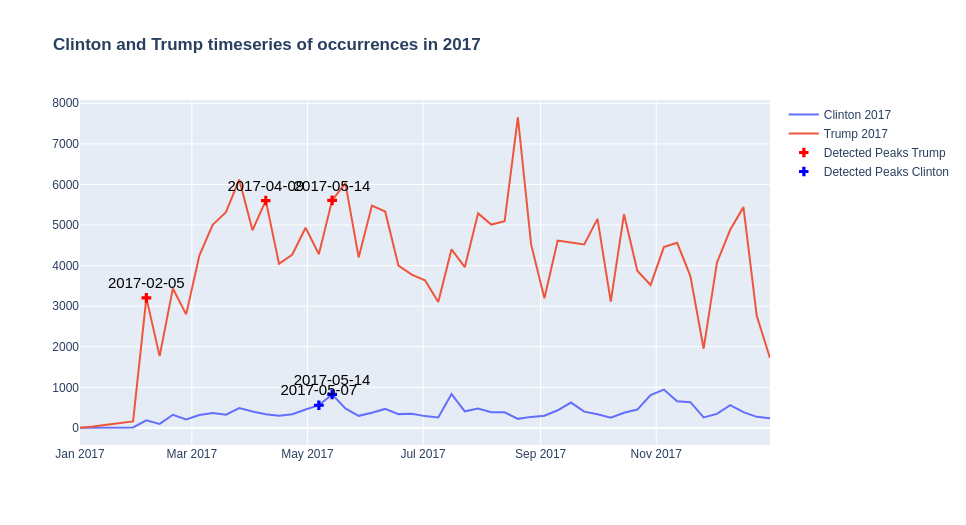 Clinton and Trump timeseries of occurrences in 2017
8000
7000
6000
5000
4000
3000
2000
1000
0
2017-04-09
2017-05-14
2017-02-05
2017-05-14
2017-05-07
Jan 2017
Mar 2017
May 2017
Jul 2017
Sep 2017
Nov 2017
Clinton 2017
Trump 2017
Detected Peaks Trump
Detected Peaks Clinton